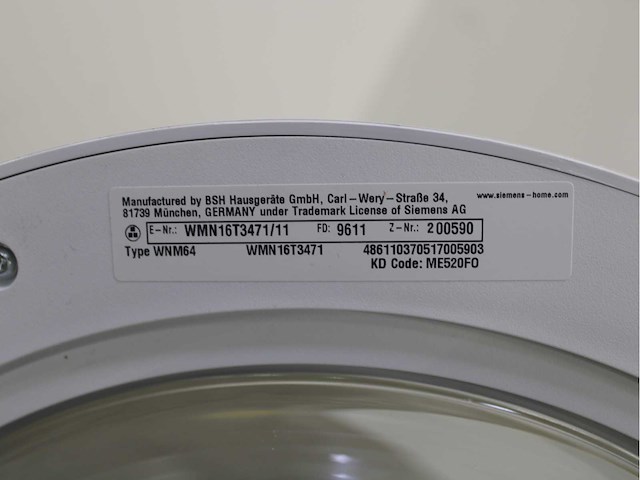 Manufactured by BSH Hausgeräte GmbH, Carl-Wery-Straße 34,
www.siemens-home.com
81739 München, GERMANY under Trademark License of Siemens AG
E-Nr.: WMN16T3471/11 FD: 9611 Z-Nr.: 200590
Type WNM64 WMN16T3471 486110370517005903
KD Code: ME520FO